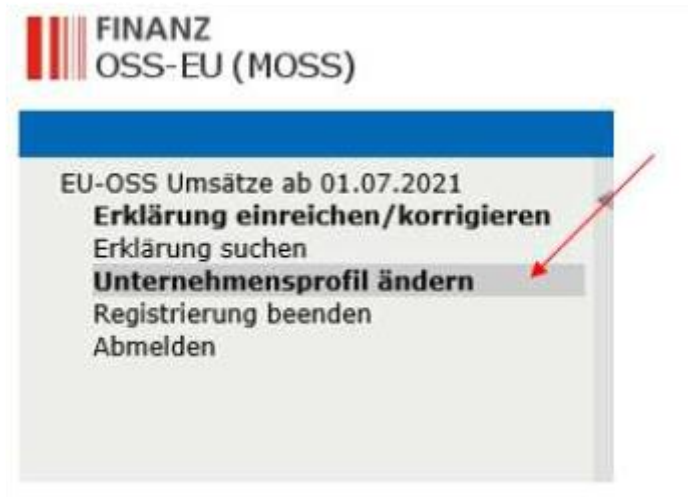 FINANZ
OSS-EU (MOSS)
EU-OSS Umsätze ab 01.07.2021
Erklärung einreichen/korrigieren
Erklärung suchen
Unternehmensprofil ändern
Registrierung beenden
Abmelden